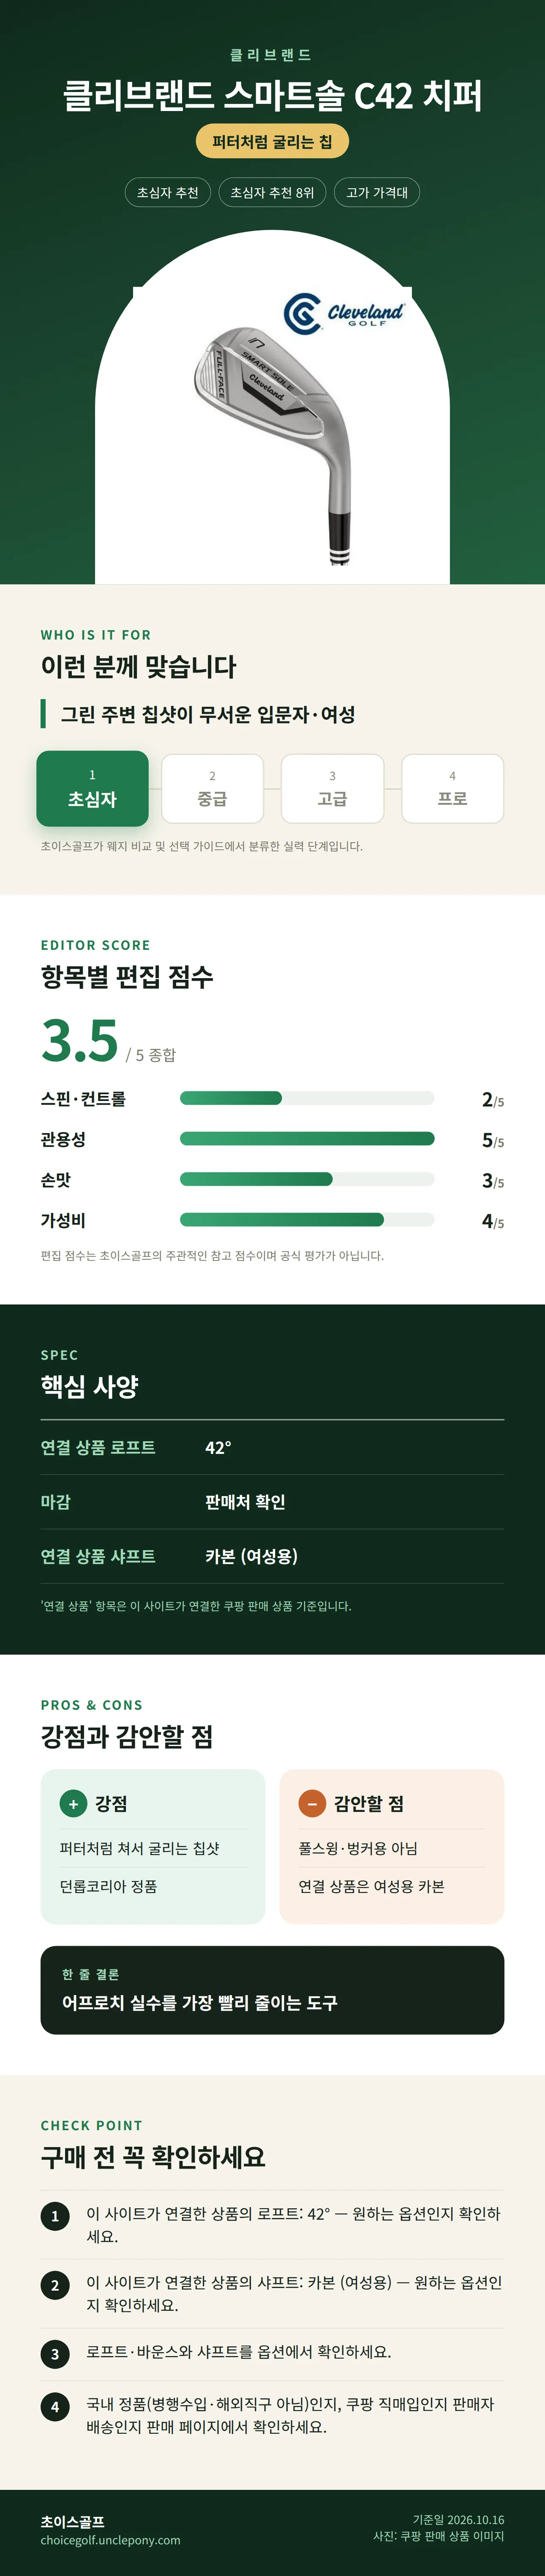 클리브랜드
클리브랜드 스마트솔 C42 치퍼
퍼터처럼 굴리는 칩
초심자 추천
초심자 추천 8위
고가 가격대
Cleveland
GOLF
FULL-FACE
SMART SOLE
Cleveland
WHO IS IT FOR
이런 분께 맞습니다
그린 주변 칩샷이 무서운 입문자·여성
1
초심자
2
중급
3
고급
4
프로
초이스골프가 웨지 비교 및 선택 가이드에서 분류한 실력 단계입니다.
EDITOR SCORE
항목별 편집 점수
3.5 / 5 종합
스핀·컨트롤 2/5
관용성 5/5
손맛 3/5
가성비 4/5
편집 점수는 초이스골프의 주관적인 참고 점수이며 공식 평가가 아닙니다.
SPEC
핵심 사양
연결 상품 로프트 42°
마감 판매처 확인
연결 상품 샤프트 카본 (여성용)
'연결 상품' 항목은 이 사이트가 연결한 쿠팡 판매 상품 기준입니다.
PROS & CONS
강점과 감안할 점
+ 강점
퍼터처럼 쳐서 굴리는 칩샷
던롭코리아 정품
− 감안할 점
풀스윙·벙커용 아님
연결 상품은 여성용 카본
한 줄 결론
어프로치 실수를 가장 빨리 줄이는 도구
CHECK POINT
구매 전 꼭 확인하세요
1 이 사이트가 연결한 상품의 로프트: 42° — 원하는 옵션인지 확인하
세요.
2 이 사이트가 연결한 상품의 샤프트: 카본 (여성용) — 원하는 옵션인
지 확인하세요.
3 로프트·바운스와 샤프트를 옵션에서 확인하세요.
4 국내 정품(병행수입·해외직구 아님)인지, 쿠팡 직매입인지 판매자
배송인지 판매 페이지에서 확인하세요.
초이스골프
choicegolf.unclepony.com
기준일 2026.10.16
사진: 쿠팡 판매 상품 이미지